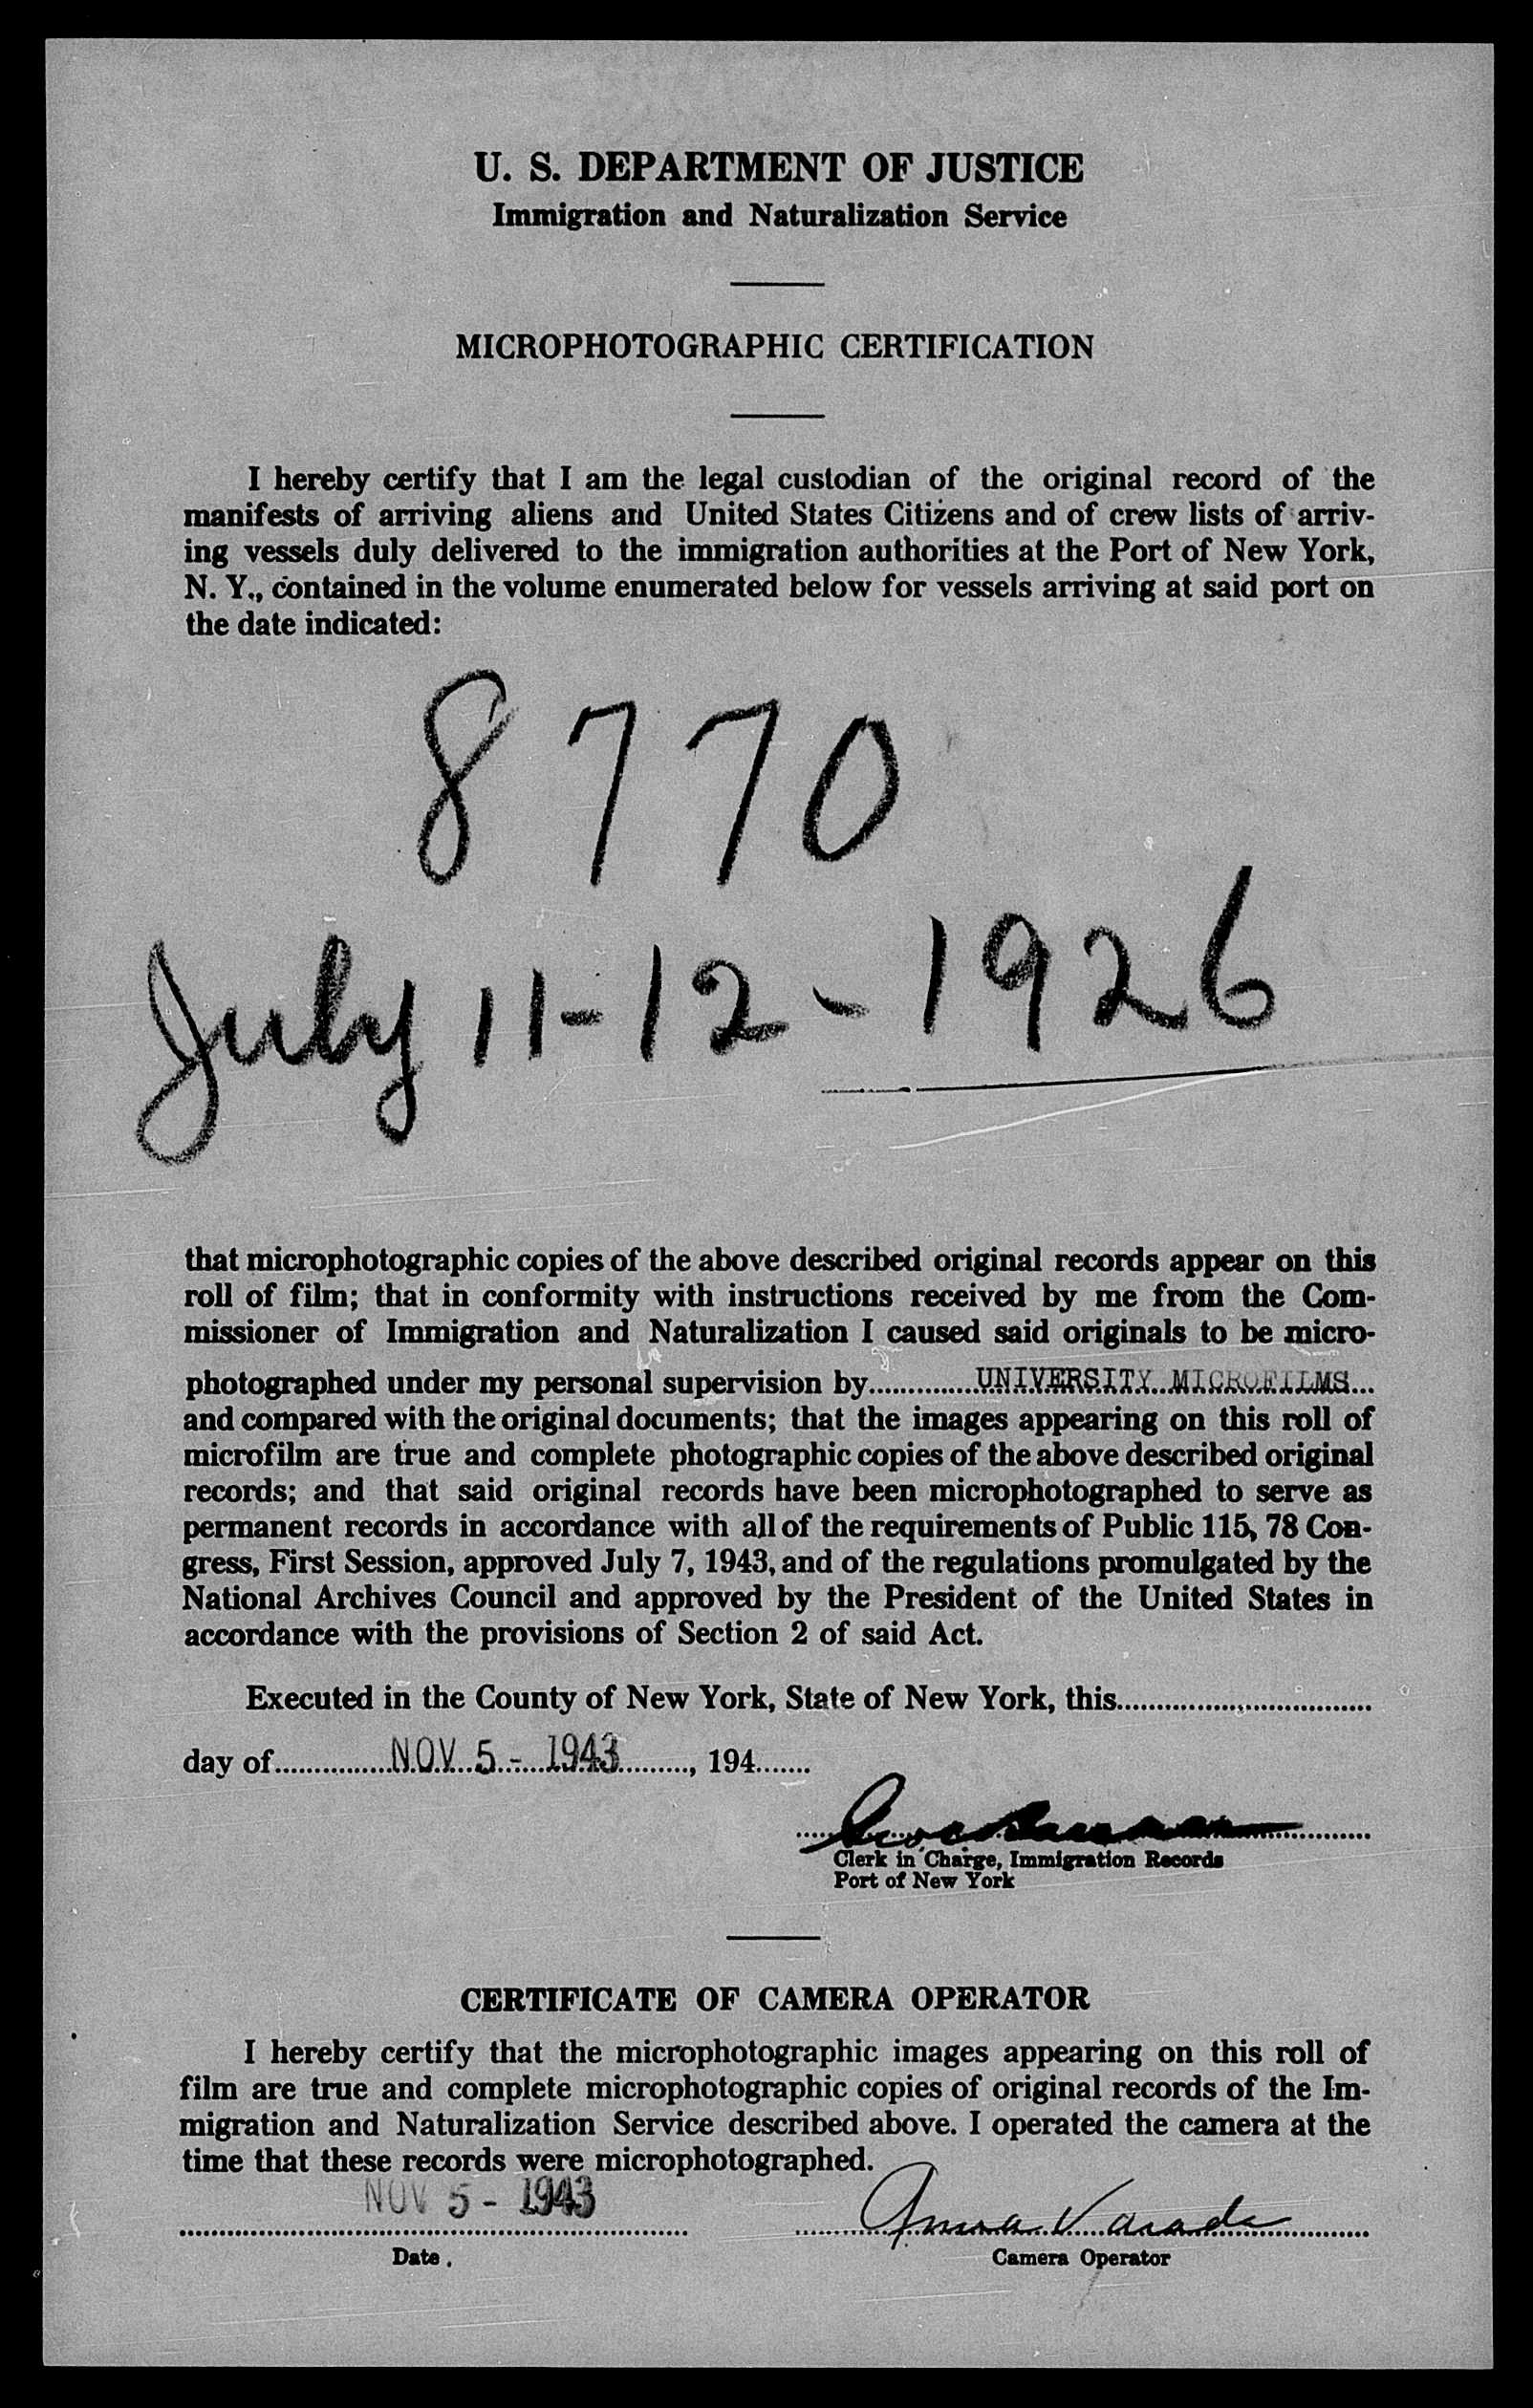 U. S. DEPARTMENT OF JUSTICE
Immigration and Naturalization Service
MICROPHOTOGRAPHIC CERTIFICATION
I hereby certify that I am the legal custodian of the original record of the
manifests of arriving aliens and United States Citizens and of crew lists of arriv-
ing vessels duly delivered to the immigration authorities at the Port of New York,
N. Y., contained in the volume enumerated below for vessels arriving at said port on
the date indicated:
8770
July 11-12-1926
that microphotographic copies of the above described original records appear on this
roll of film; that in conformity with instructions received by me from the Com-
missioner of Immigration and Naturalization I caused said originals to be micro-
photographed under my personal supervision by..............UNIVERSITY MICROFILMS...
and compared with the original documents; that the images appearing on this roll of
microfilm are true and complete photographic copies of the above described original
records; and that said original records have been microphotographed to serve as
permanent records in accordance with all of the requirements of Public 115, 78 Con-
gress, First Session, approved July 7, 1943, and of the regulations promulgated by the
National Archives Council and approved by the President of the United States in
accordance with the provisions of Section 2 of said Act.
Executed in the County of New York, State of New York, this................................
day of...............NOV 5 - 1943........., 194.......
Clerk in Charge, Immigration Records
Port of New York
CERTIFICATE OF CAMERA OPERATOR
I hereby certify that the microphotographic images appearing on this roll of
film are true and complete microphotographic copies of original records of the Im-
migration and Naturalization Service described above. I operated the camera at the
time that these records were microphotographed.
NOV 5 - 1943
Date.
Camera Operator